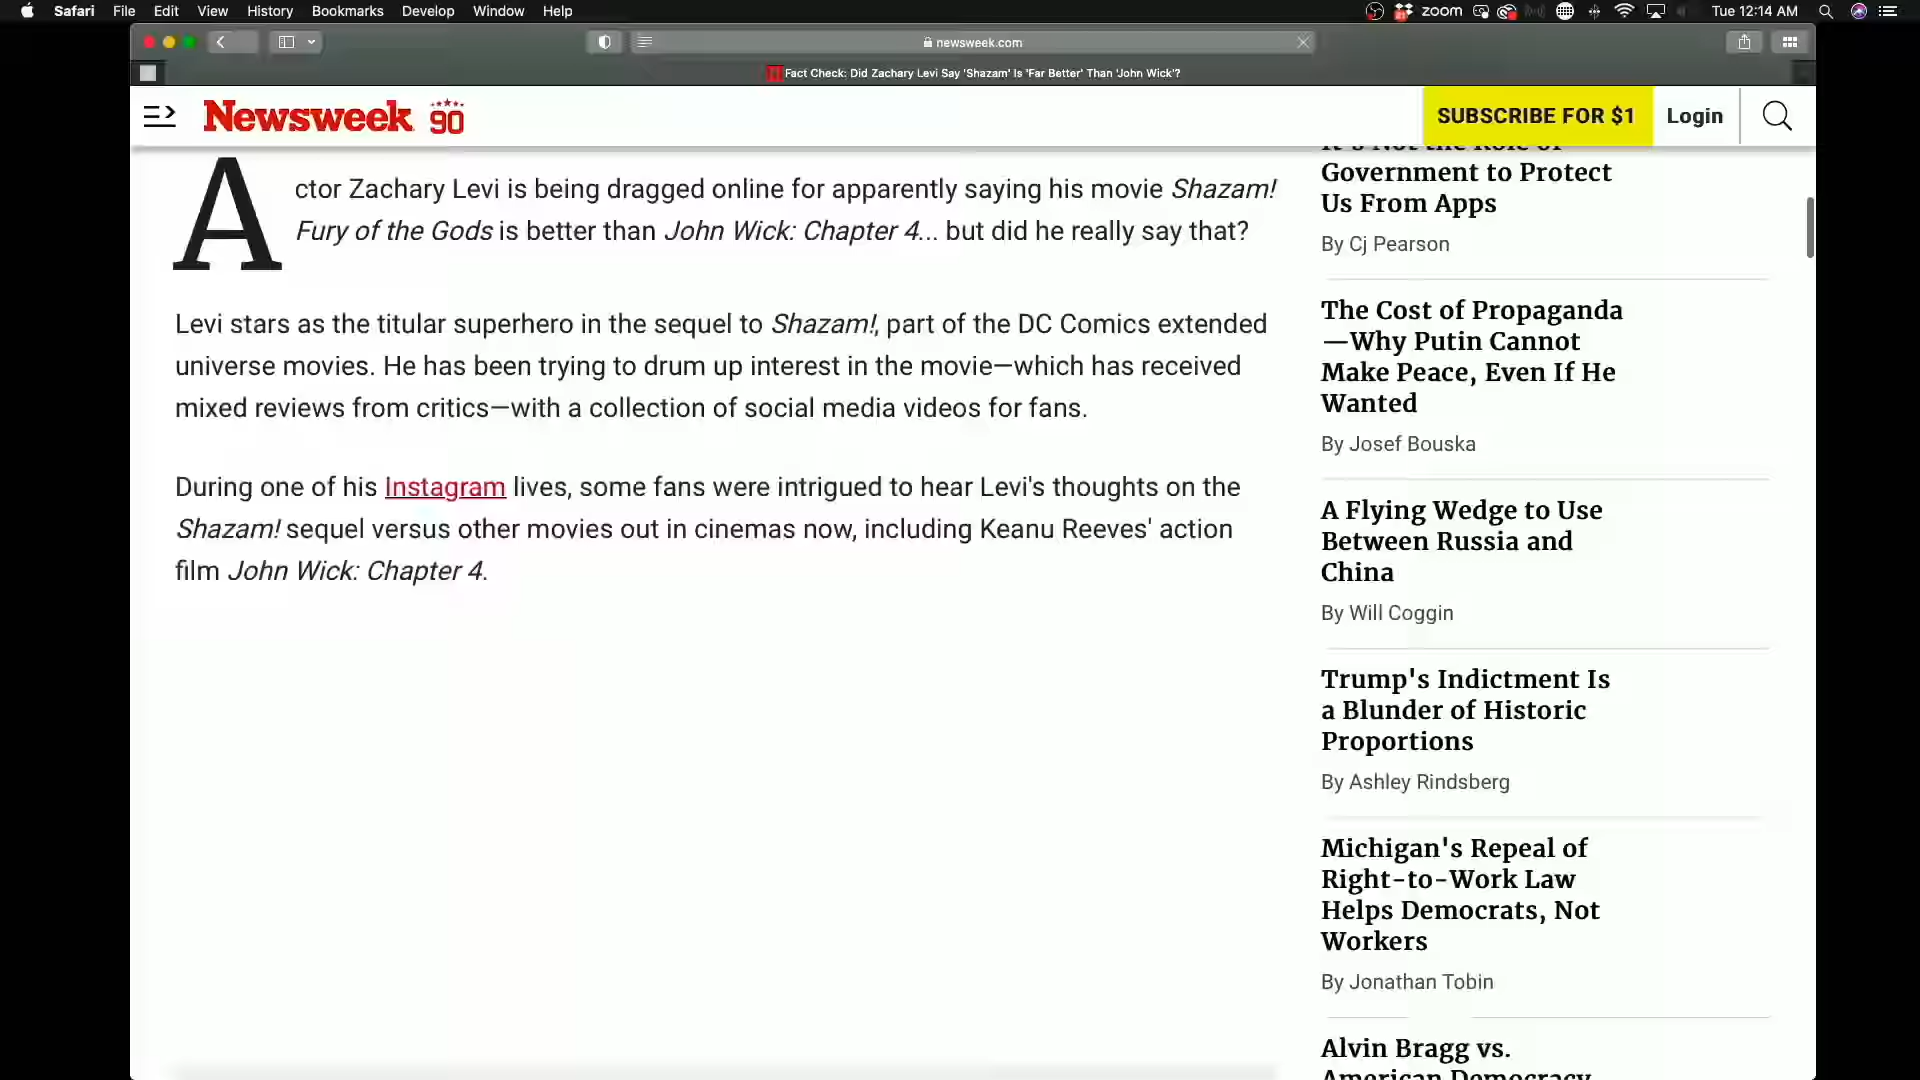 Safari File Edit View History Bookmarks Develop Window Help
zoom
Tue 12:14 AM
newsweek.com
Fact Check: Did Zachary Levi Say 'Shazam!' Is 'Far Better' Than 'John Wick'?
Newsweek 90
SUBSCRIBE FOR $1
Login
Actor Zachary Levi is being dragged online for apparently saying his movie Shazam!
Fury of the Gods is better than John Wick: Chapter 4... but did he really say that?
Levi stars as the titular superhero in the sequel to Shazam!, part of the DC Comics extended
universe movies. He has been trying to drum up interest in the movie—which has received
mixed reviews from critics—with a collection of social media videos for fans.
During one of his Instagram lives, some fans were intrigued to hear Levi's thoughts on the
Shazam! sequel versus other movies out in cinemas now, including Keanu Reeves' action
film John Wick: Chapter 4.
It's Not the Role of
Government to Protect
Us From Apps
By Cj Pearson
The Cost of Propaganda
—Why Putin Cannot
Make Peace, Even If He
Wanted
By Josef Bouska
A Flying Wedge to Use
Between Russia and
China
By Will Coggin
Trump's Indictment Is
a Blunder of Historic
Proportions
By Ashley Rindsberg
Michigan's Repeal of
Right-to-Work Law
Helps Democrats, Not
Workers
By Jonathan Tobin
Alvin Bragg vs.
American Democracy